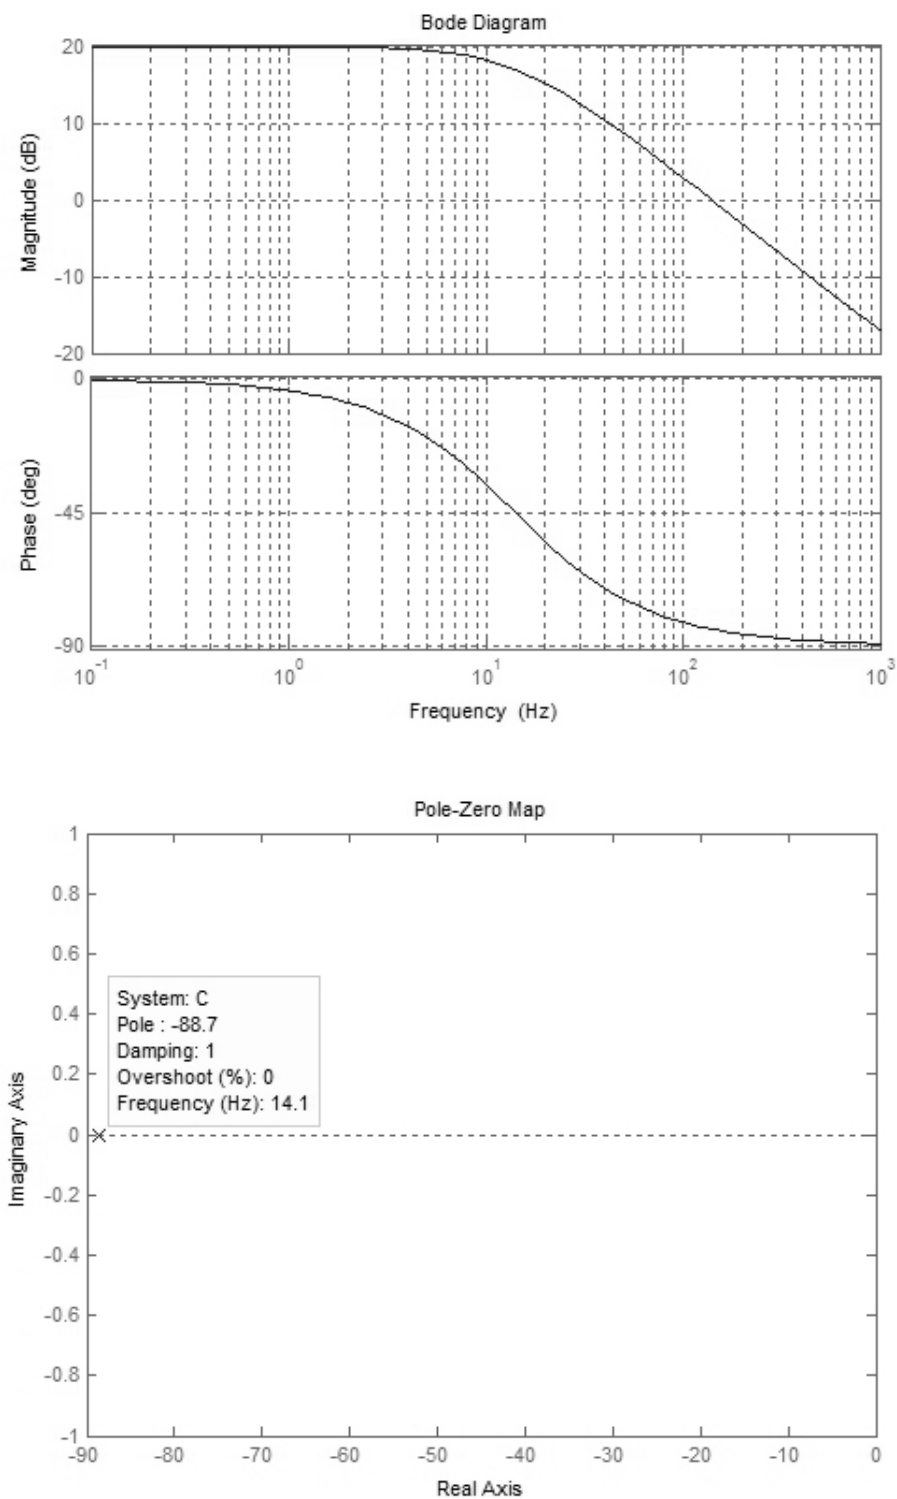 Bode Diagram
Magnitude (dB)
20
10
0
-10
-20
Phase (deg)
0
-45
-90
10^-1
10^0
10^1
10^2
10^3
Frequency (Hz)
Pole-Zero Map
Imaginary Axis
1
0.8
0.6
0.4
0.2
0
-0.2
-0.4
-0.6
-0.8
-1
System: C
Pole : -88.7
Damping: 1
Overshoot (%): 0
Frequency (Hz): 14.1
-90
-80
-70
-60
-50
-40
-30
-20
-10
0
Real Axis